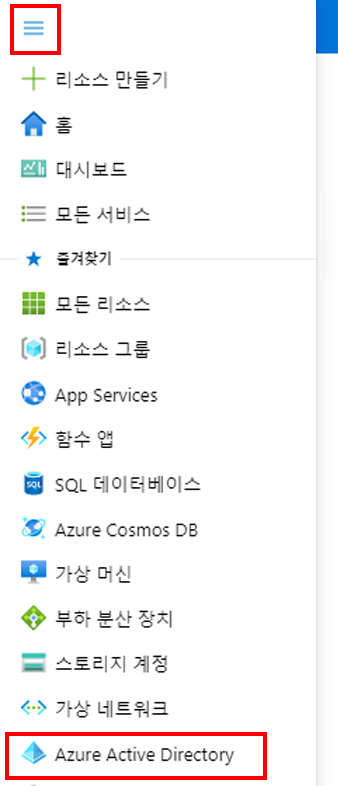 리소스 만들기
홈
대시보드
모든 서비스
즐겨찾기
모든 리소스
리소스 그룹
App Services
함수 앱
SQL 데이터베이스
Azure Cosmos DB
가상 머신
부하 분산 장치
스토리지 계정
가상 네트워크
Azure Active Directory